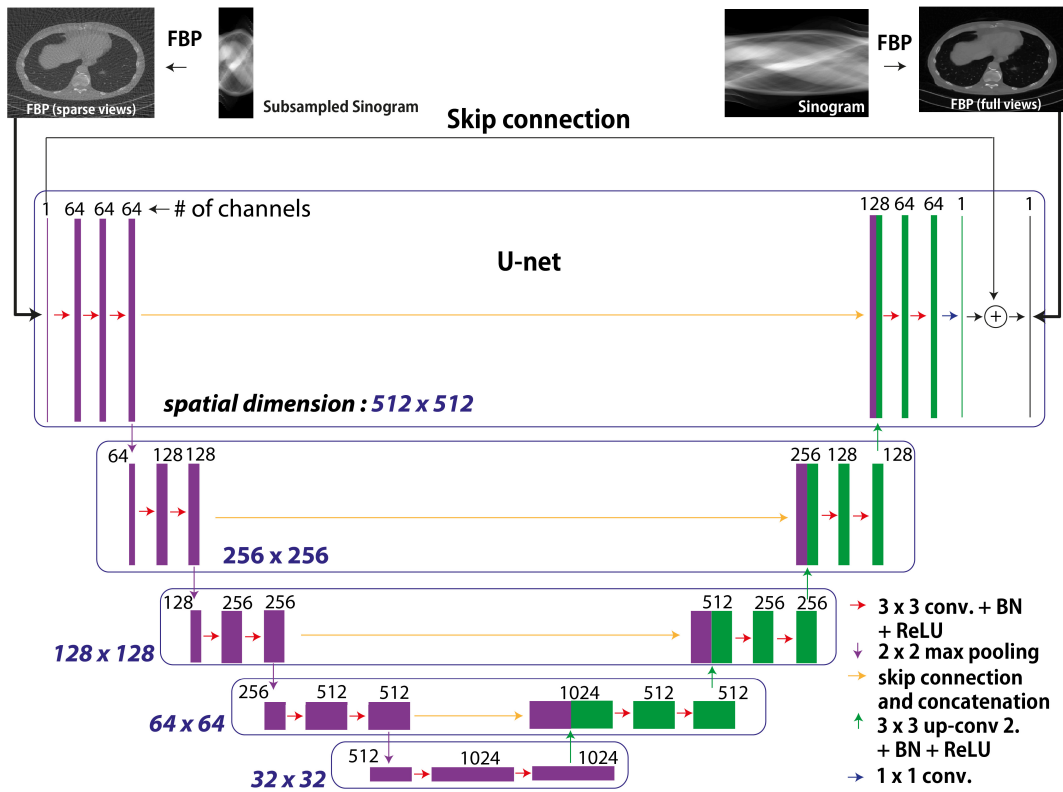 FBP
FBP (sparse views)
Subsampled Sinogram
Sinogram
FBP
FBP (full views)
Skip connection
1 64 64 64 # of channels
128 64 64 1 1
U-net
+
spatial dimension : 512 x 512
64 128 128
256 128 128
256 x 256
128 256 256
512 256 256
128 x 128
256 512 512
1024 512 512
64 x 64
512 1024 1024
32 x 32
3 x 3 conv. + BN
+ ReLU
2 x 2 max pooling
skip connection
and concatenation
3 x 3 up-conv 2.
+ BN + ReLU
1 x 1 conv.